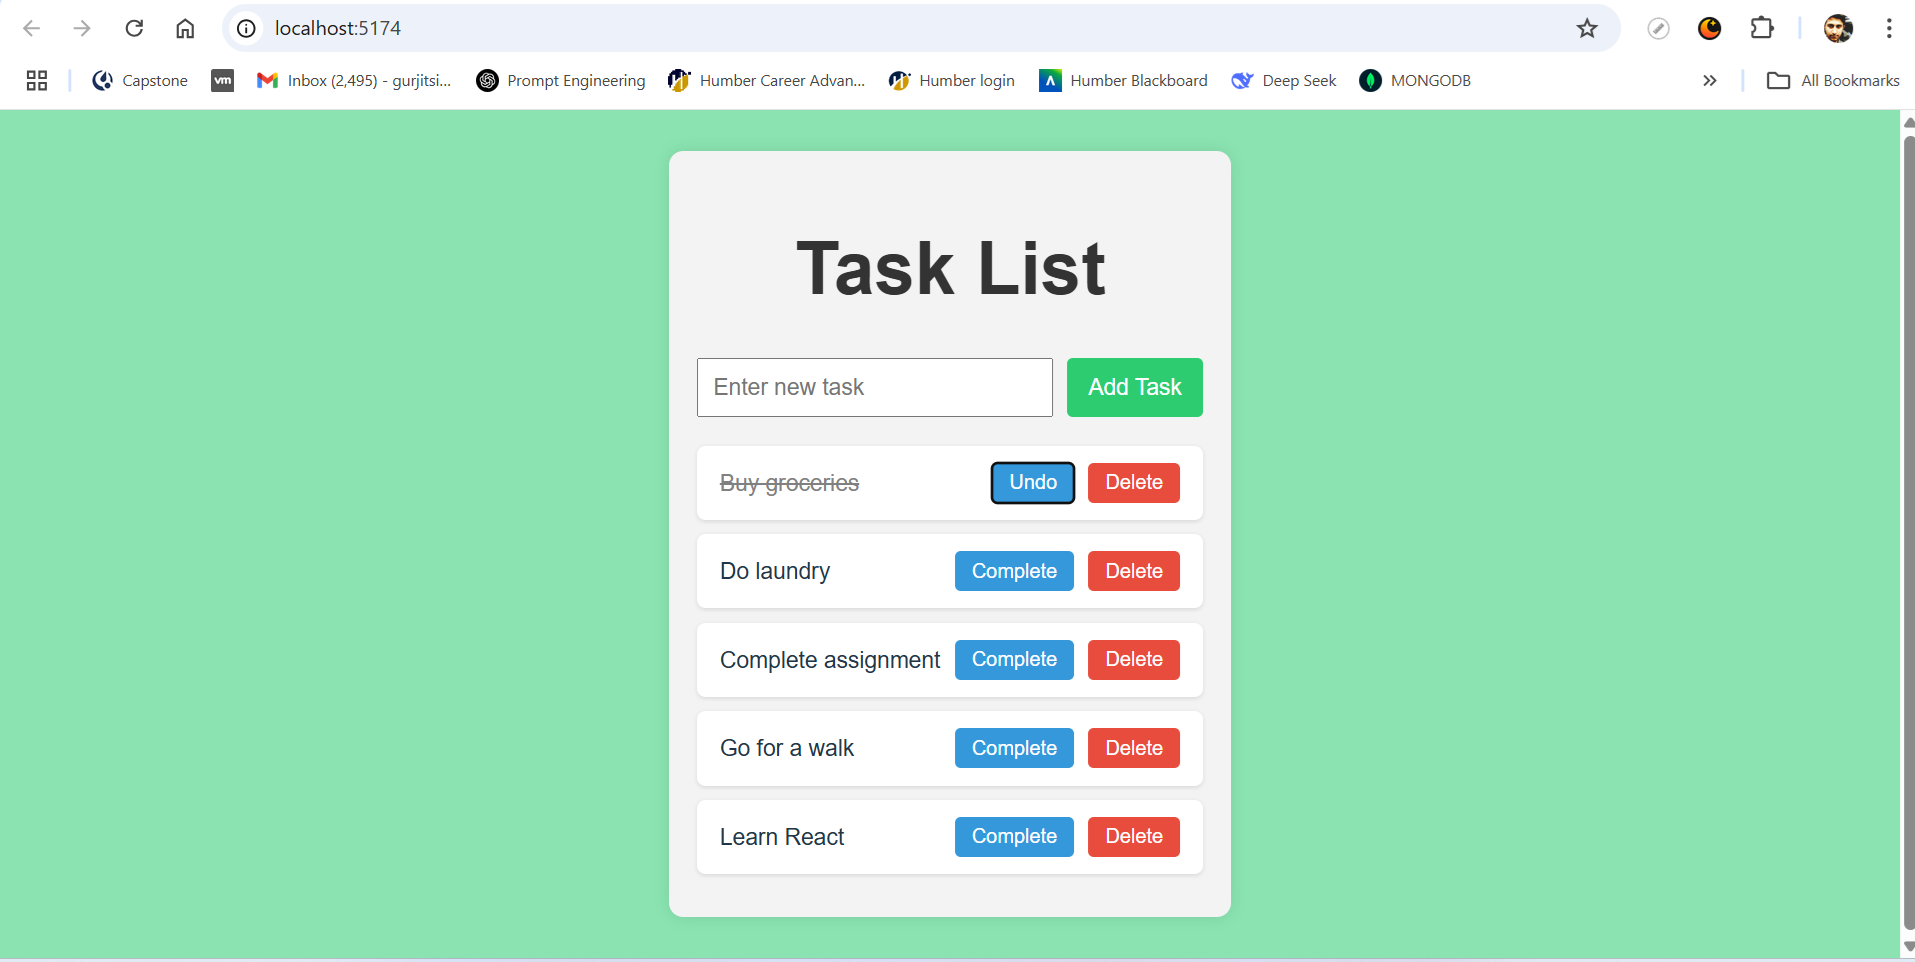 localhost:5174
Capstone vm Inbox (2,495) - gurjitsi... Prompt Engineering Humber Career Advan... Humber login Humber Blackboard Deep Seek MONGODB » All Bookmarks
Task List
Enter new task Add Task
Buy groceries Undo Delete
Do laundry Complete Delete
Complete assignment Complete Delete
Go for a walk Complete Delete
Learn React Complete Delete